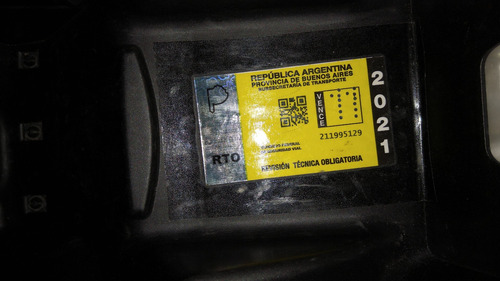 REPÚBLICA ARGENTINA
PROVINCIA DE BUENOS AIRES
SUBSECRETARÍA DE TRANSPORTE
P
VENCE
2021
211995129
RTO
REVISIÓN TÉCNICA OBLIGATORIA